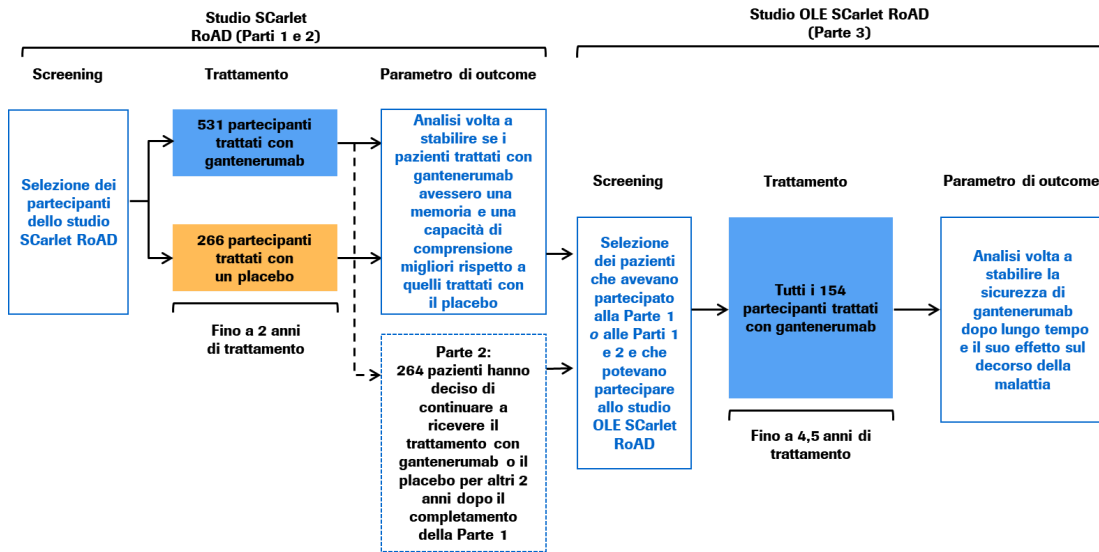 Studio SCarlet
RoAD (Parti 1 e 2)
Screening
Trattamento
Parametro di outcome
Selezione dei
partecipanti
dello studio
SCarlet RoAD
531 partecipanti
trattati con
gantenerumab
266 partecipanti
trattati con
un placebo
Fino a 2 anni
di trattamento
Analisi volta a
stabilire se i
pazienti trattati con
gantenerumab
avessero una
memoria e una
capacità di
comprensione
migliori rispetto a
quelli trattati con
il placebo
Parte 2:
264 pazienti hanno
deciso di
continuare a
ricevere il
trattamento con
gantenerumab o il
placebo per altri 2
anni dopo il
completamento
della Parte 1
Studio OLE SCarlet RoAD
(Parte 3)
Screening
Trattamento
Parametro di outcome
Selezione
dei pazienti
che avevano
partecipato
alla Parte 1
o alle Parti 1
e 2 e che
potevano
partecipare
allo studio
OLE SCarlet
RoAD
Tutti i 154
partecipanti trattati
con gantenerumab
Fino a 4,5 anni di
trattamento
Analisi volta a
stabilire la
sicurezza di
gantenerumab
dopo lungo tempo
e il suo effetto sul
decorso della
malattia